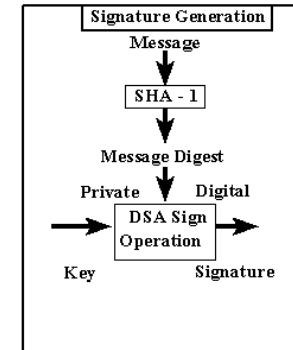 Signature Generation
Message
SHA - 1
Message Digest
Private Digital
DSA Sign
Operation
Key Signature